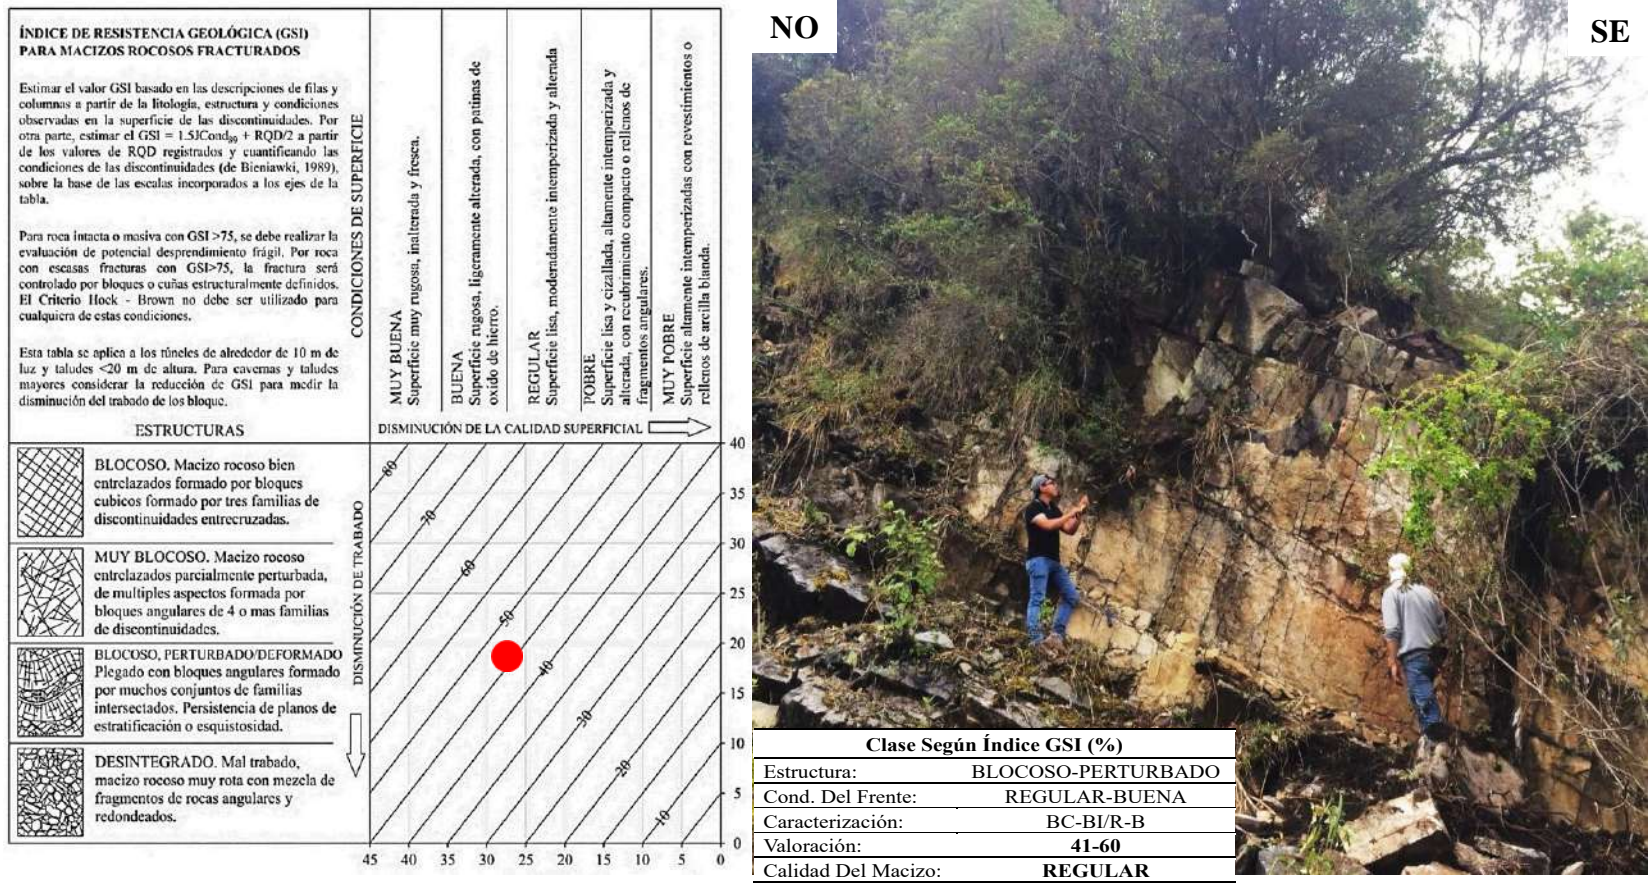 ÍNDICE DE RESISTENCIA GEOLÓGICA (GSI)
PARA MACIZOS ROCOSOS FRACTURADOS
Estimar el valor GSI basado en las descripciones de filas y
columnas a partir de la litología, estructura y condiciones
observadas en la superficie de las discontinuidades. Por
otra parte, estimar el GSI = 1.5JCond89 + RQD/2 a partir
de los valores de RQD registrados y cuantificando las
condiciones de las discontinuidades (de Bieniawki, 1989),
sobre la base de las escalas incorporados a los ejes de la
tabla.
Para roca intacta o masiva con GSI >75, se debe realizar la
evaluación de potencial desprendimiento frágil. Por roca
con escasas fracturas con GSI>75, la fractura será
controlado por bloques o cuñas estructuralmente definidos.
El Criterio Hoek - Brown no debe ser utilizado para
cualquiera de estas condiciones.
Esta tabla se aplica a los túneles de alrededor de 10 m de
luz y taludes <20 m de altura. Para cavernas y taludes
mayores considerar la reducción de GSI para medir la
disminución del trabado de los bloque.
ESTRUCTURAS
CONDICIONES DE SUPERFICIE
MUY BUENA
Superficie muy rugosa, inalterada y fresca.
BUENA
Superficie rugosa, ligeramente alterada, con patinas de
oxido de hierro.
REGULAR
Superficie lisa, moderadamente intemperizada y alterada
POBRE
Superficie lisa y cizallada, altamente intemperizada y
alterada, con recubrimiento compacto o rellenos de
fragmentos angulares.
MUY POBRE
Superficie altamente intemperizadas con revestimientos o
rellenos de arcilla blanda.
DISMINUCIÓN DE LA CALIDAD SUPERFICIAL
BLOCOSO. Macizo rocoso bien
entrelazados formado por bloques
cubicos formado por tres familias de
discontinuidades entrecruzadas.
MUY BLOCOSO. Macizo rocoso
entrelazados parcialmente perturbada,
de multiples aspectos formada por
bloques angulares de 4 o mas familias
de discontinuidades.
BLOCOSO, PERTURBADO/DEFORMADO
Plegado con bloques angulares formado
por muchos conjuntos de familias
intersectados. Persistencia de planos de
estratificación o esquistosidad.
DESINTEGRADO. Mal trabado,
macizo rocoso muy rota con mezcla de
fragmentos de rocas angulares y
redondeados.
DISMINUCIÓN DE TRABADO
80
70
60
50
40
30
20
10
40
35
30
25
20
15
10
5
0
45 40 35 30 25 20 15 10 5 0
NO
SE
Clase Según Índice GSI (%)
Estructura: BLOCOSO-PERTURBADO
Cond. Del Frente: REGULAR-BUENA
Caracterización: BC-BI/R-B
Valoración: 41-60
Calidad Del Macizo: REGULAR